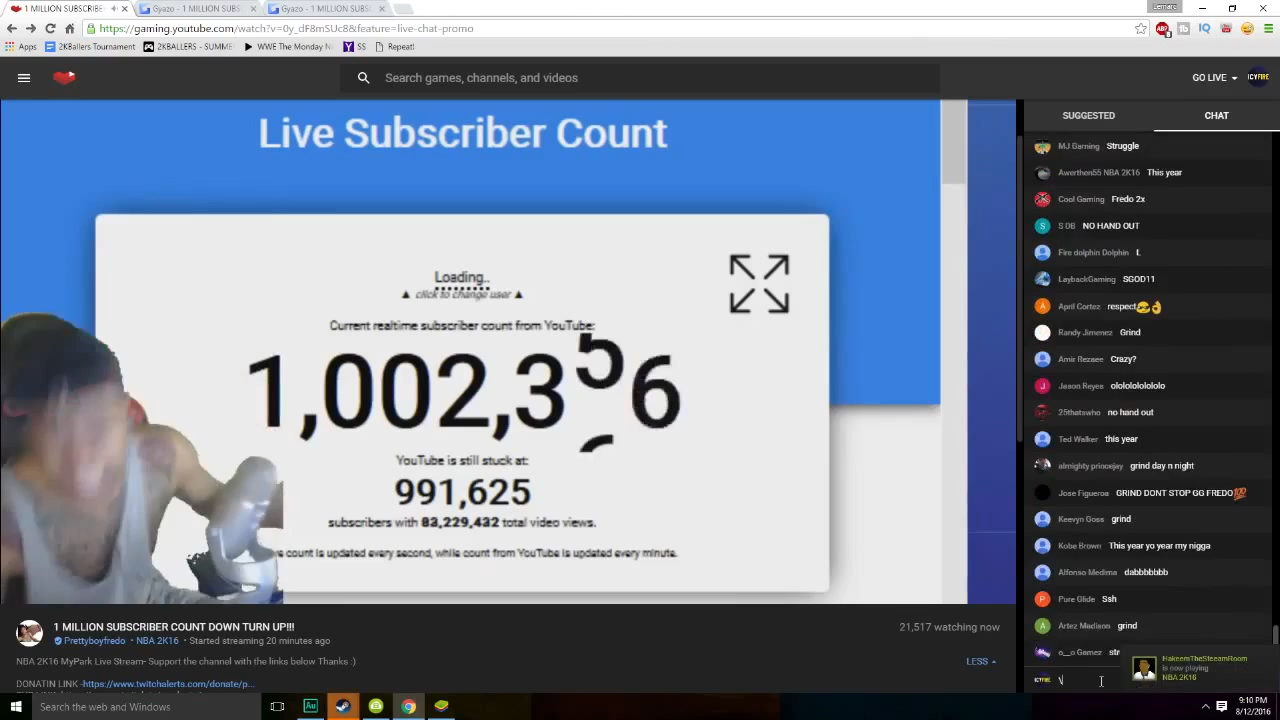 1 MILLION SUBSCRIBE
Gyazo - 1 MILLION SUBS
Gyazo - 1 MILLION SUBS
Lemare
https://gaming.youtube.com/watch?v=0y_dF8mSUc8&feature=live-chat-promo
Apps
2KBallers Tournament
2KBALLERS - SUMME
WWE The Monday N
SS
Repeat!
Search games, channels, and videos
GO LIVE
ICYFIRE
Live Subscriber Count
Loading..
▲ click to change user ▲
Current realtime subscriber count from YouTube:
1,002,356
YouTube is still stuck at:
991,625
subscribers with 83,229,432 total video views.
count is updated every second, while count from YouTube is updated every minute.
1 MILLION SUBSCRIBER COUNT DOWN TURN UP!!!
Prettyboyfredo • NBA 2K16 • Started streaming 20 minutes ago
21,517 watching now
NBA 2K16 MyPark Live Stream- Support the channel with the links below Thanks :)
LESS
DONATIN LINK -https://www.twitchalerts.com/donate/p...
SUGGESTED
CHAT
MJ Gaming Struggle
Awerthen55 NBA 2K16 This year
Cool Gaming Fredo 2x
S DB NO HAND OUT
Fire dolphin Dolphin L
LaybackGaming SGOD11
April Cortez respect😎👌
Randy Jimenez Grind
Amir Rezaee Crazy?
Jason Reyes olololololololo
25thatswho no hand out
Ted Walker this year
almighty princejay grind day n night
Jose Figueroa GRIND DONT STOP GG FREDO💯
Keevyn Goss grind
Kobe Brown This yeor yo year my nigga
Alfonso Medima dabbbbbbb
Pure Glide Ssh
Artez Madison grind
o__o Gamez str
ICYFIRE \
HakeemTheSteeamRoom
is now playing
NBA 2K16
Search the web and Windows
9:10 PM
8/12/2016